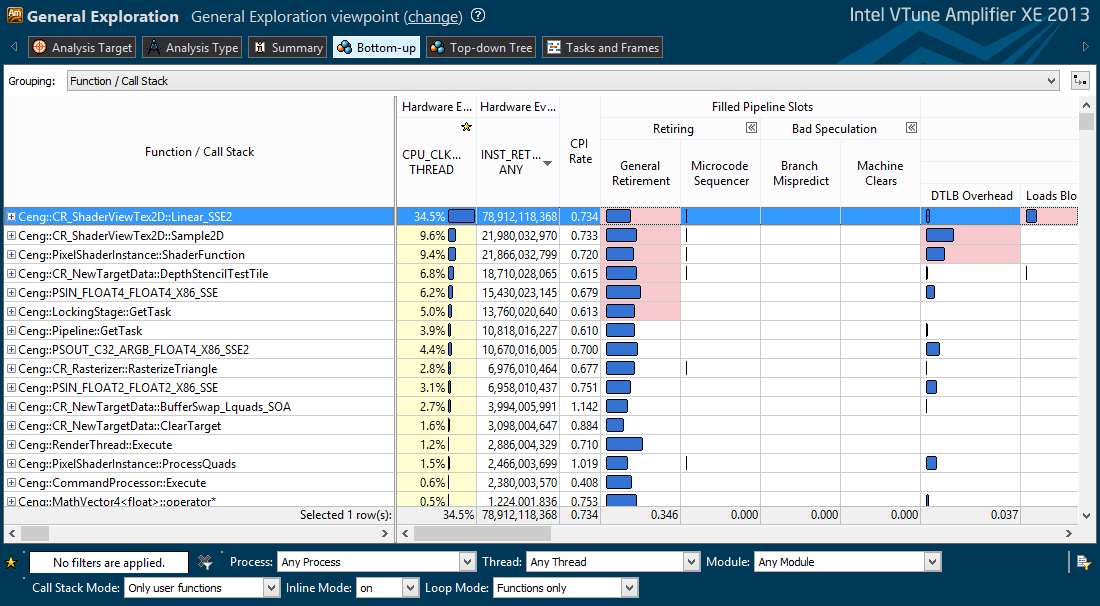 General Exploration General Exploration viewpoint (change) ?
Intel VTune Amplifier XE 2013
Analysis Target Analysis Type Summary Bottom-up Top-down Tree Tasks and Frames
Grouping: Function / Call Stack
Function / Call Stack
Hardware E... Hardware Ev... CPI Rate Filled Pipeline Slots
Retiring Bad Speculation
CPU_CLK... THREAD INST_RET... ANY General Retirement Microcode Sequencer Branch Mispredict Machine Clears DTLB Overhead Loads Blo
Ceng::CR_ShaderViewTex2D::Linear_SSE2 34.5% 78,912,118,368 0.734
Ceng::CR_ShaderViewTex2D::Sample2D 9.6% 21,980,032,970 0.733
Ceng::PixelShaderInstance::ShaderFunction 9.4% 21,866,032,799 0.720
Ceng::CR_NewTargetData::DepthStencilTestTile 6.8% 18,710,028,065 0.615
Ceng::PSIN_FLOAT4_FLOAT4_X86_SSE 6.2% 15,430,023,145 0.679
Ceng::LockingStage::GetTask 5.0% 13,760,020,640 0.613
Ceng::Pipeline::GetTask 3.9% 10,818,016,227 0.610
Ceng::PSOUT_C32_ARGB_FLOAT4_X86_SSE2 4.4% 10,670,016,005 0.700
Ceng::CR_Rasterizer::RasterizeTriangle 2.8% 6,976,010,464 0.677
Ceng::PSIN_FLOAT2_FLOAT2_X86_SSE 3.1% 6,958,010,437 0.751
Ceng::CR_NewTargetData::BufferSwap_Lquads_SOA 2.7% 3,994,005,991 1.142
Ceng::CR_NewTargetData::ClearTarget 1.6% 3,098,004,647 0.884
Ceng::RenderThread::Execute 1.2% 2,886,004,329 0.710
Ceng::PixelShaderInstance::ProcessQuads 1.5% 2,466,003,699 1.019
Ceng::CommandProcessor::Execute 0.6% 2,380,003,570 0.408
Ceng::MathVector4<float>::operator* 0.5% 1,224,001,836 0.753
Selected 1 row(s): 34.5% 78,912,118,368 0.734 0.346 0.000 0.000 0.000 0.037
No filters are applied. Process: Any Process Thread: Any Thread Module: Any Module
Call Stack Mode: Only user functions Inline Mode: on Loop Mode: Functions only